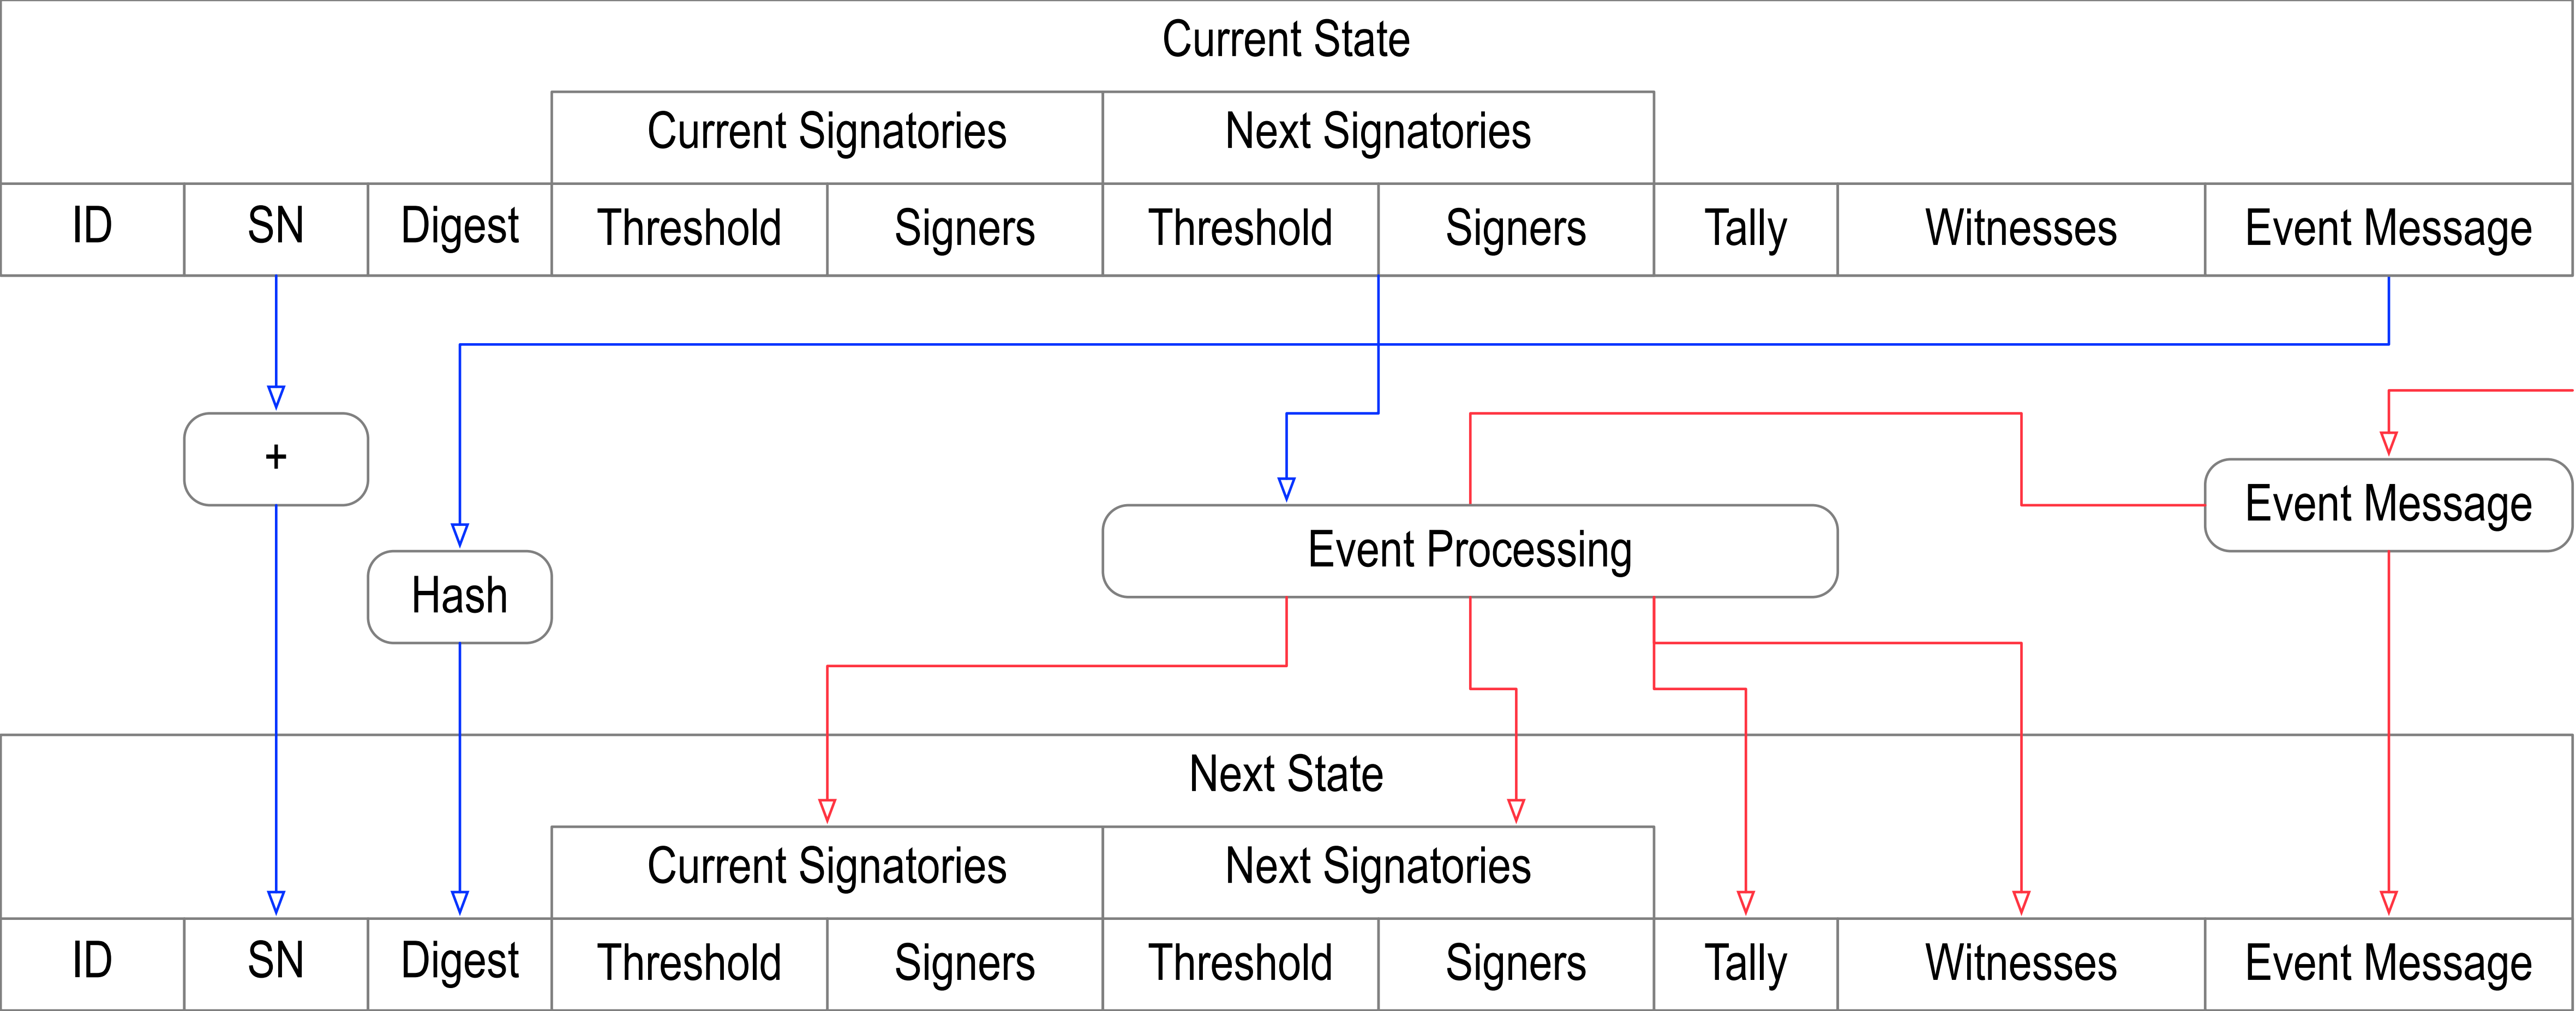 Current State
Current Signatories Next Signatories
ID SN Digest Threshold Signers Threshold Signers Tally Witnesses Event Message
+
Event Message
Event Processing
Hash
Next State
Current Signatories Next Signatories
ID SN Digest Threshold Signers Threshold Signers Tally Witnesses Event Message